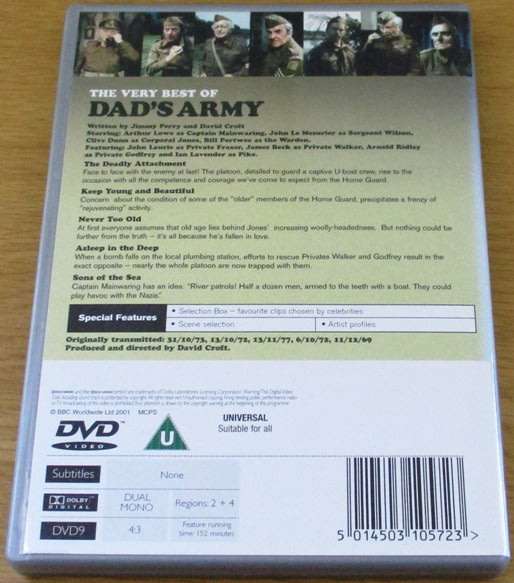 THE VERY BEST OF
DAD'S ARMY
Written by Jimmy Perry and David Croft
Starring: Arthur Lowe as Captain Mainwaring, John Le Mesurier as Sergeant Wilson,
Clive Dunn as Corporal Jones, Bill Pertwee as the Warden,
Featuring: John Laurie as Private Frazer, James Beck as Private Walker, Arnold Ridley
as Private Godfrey and Ian Lavender as Pike.
The Deadly Attachment
Face to face with the enemy at last! The platoon, detailed to guard a captive U-boat crew, rise to the
occasion with all the competence and courage we've come to expect from the Home Guard.
Keep Young and Beautiful
Concern about the condition of some of the "older" members of the Home Guard, precipitates a frenzy of
"rejuvenating" activity.
Never Too Old
At first everyone assumes that old age lies behind Jones' increasing woolly-headedness. But nothing could be
further from the truth – it's all because he's fallen in love.
Asleep in the Deep
When a bomb falls on the local plumbing station, efforts to rescue Privates Walker and Godfrey result in the
exact opposite – nearly the whole platoon are now trapped with them.
Sons of the Sea
Captain Mainwaring has an idea. "River patrols! Half a dozen men, armed to the teeth with a boat. They could
play havoc with the Nazis."
Special Features
• Selection Box – favourite clips chosen by celebrities
• Scene selection
• Artist profiles
Originally transmitted: 31/10/73, 13/10/72, 13/11/77, 6/10/72, 11/12/69
Produced and directed by David Croft.
© BBC Worldwide Ltd 2001 MCPS
DVD
VIDEO
U
UNIVERSAL
Suitable for all
Subtitles
None
DOLBY
DIGITAL
DUAL
MONO
Regions: 2 + 4
DVD9
4:3
Feature running
time: 152 minutes
5 014503 105723 >